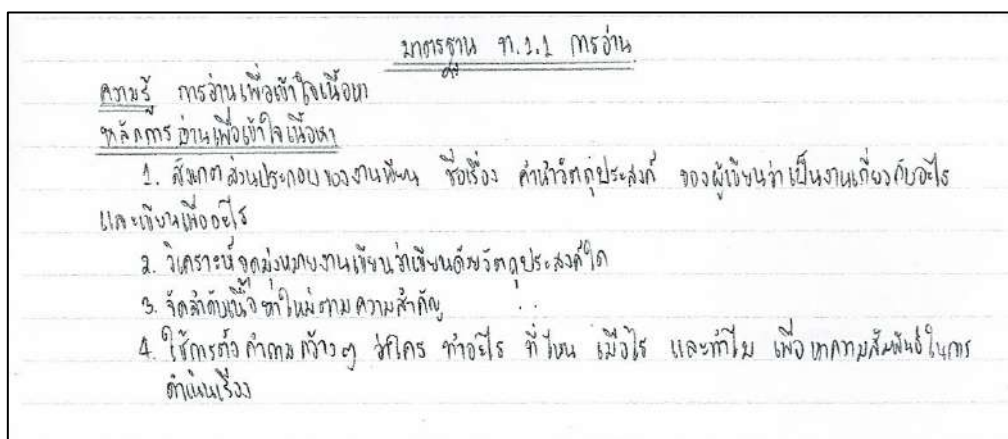 มาตรฐาน ท.1.1 การอ่าน
ความรู้ การอ่านเพื่อเข้าใจเนื้อหา
หลักการอ่านเพื่อเข้าใจเนื้อหา
1. สังเกตส่วนประกอบของงานเขียน ชื่อเรื่อง คำนำวัตถุประสงค์ ของผู้เขียนว่าเป็นงานเกี่ยวกับอะไร
และเขียนเพื่ออะไร
2. วิเคราะห์จุดมุ่งหมายงานเขียนว่าเขียนด้วยวัตถุประสงค์ใด
3. จัดลำดับเนื้อหาใหม่ตามความสำคัญ
4. ใช้การตั้งคำถามกว้างๆ ว่าใคร ทำอะไร ที่ไหน เมื่อไร และทำไม เพื่อหาความสัมพันธ์ในการ
ดำเนินเรื่อง